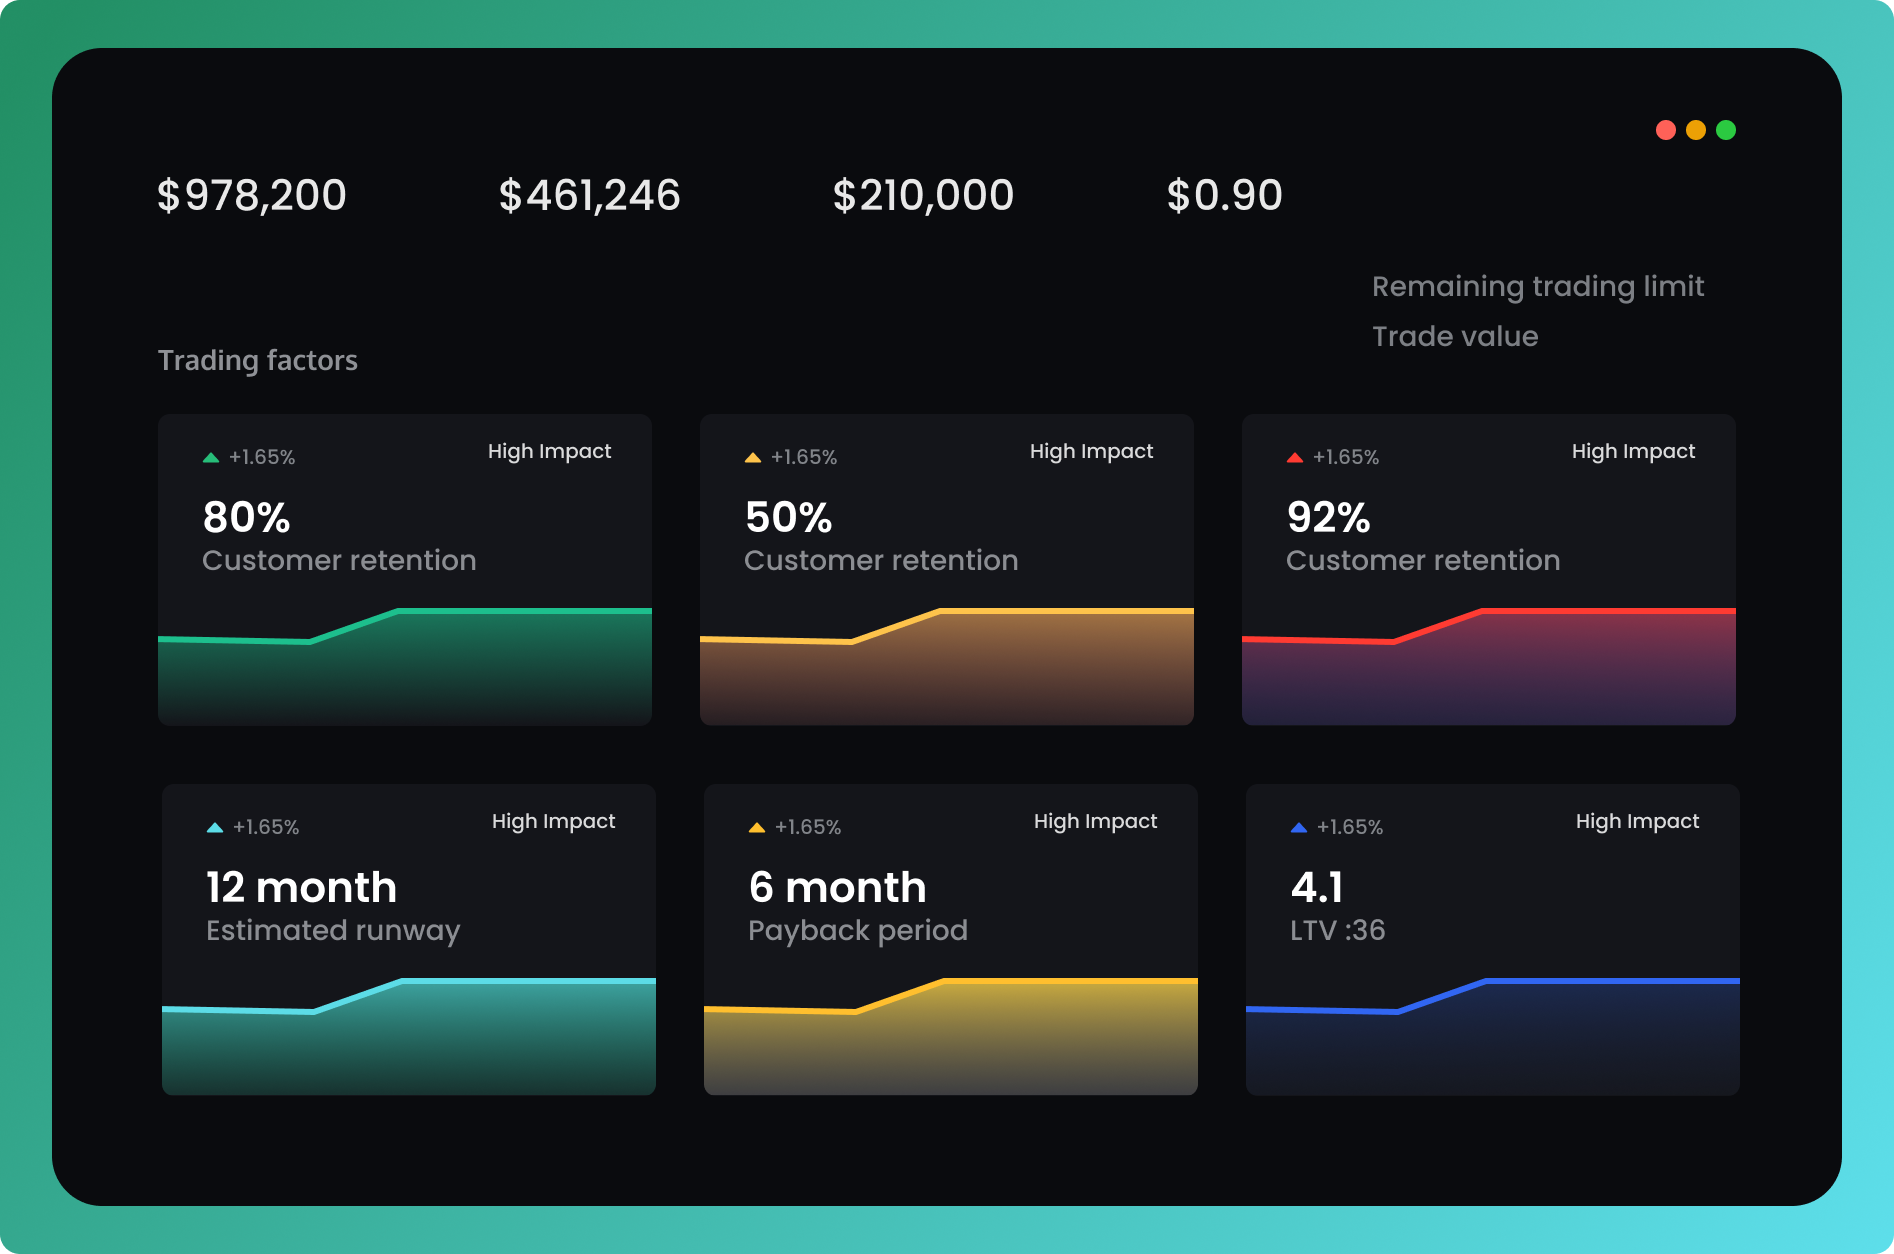 $978,200 $461,246 $210,000 $0.90
Remaining trading limit
Trade value
Trading factors
+1.65% High Impact
80%
Customer retention
+1.65% High Impact
50%
Customer retention
+1.65% High Impact
92%
Customer retention
+1.65% High Impact
12 month
Estimated runway
+1.65% High Impact
6 month
Payback period
+1.65% High Impact
4.1
LTV :36